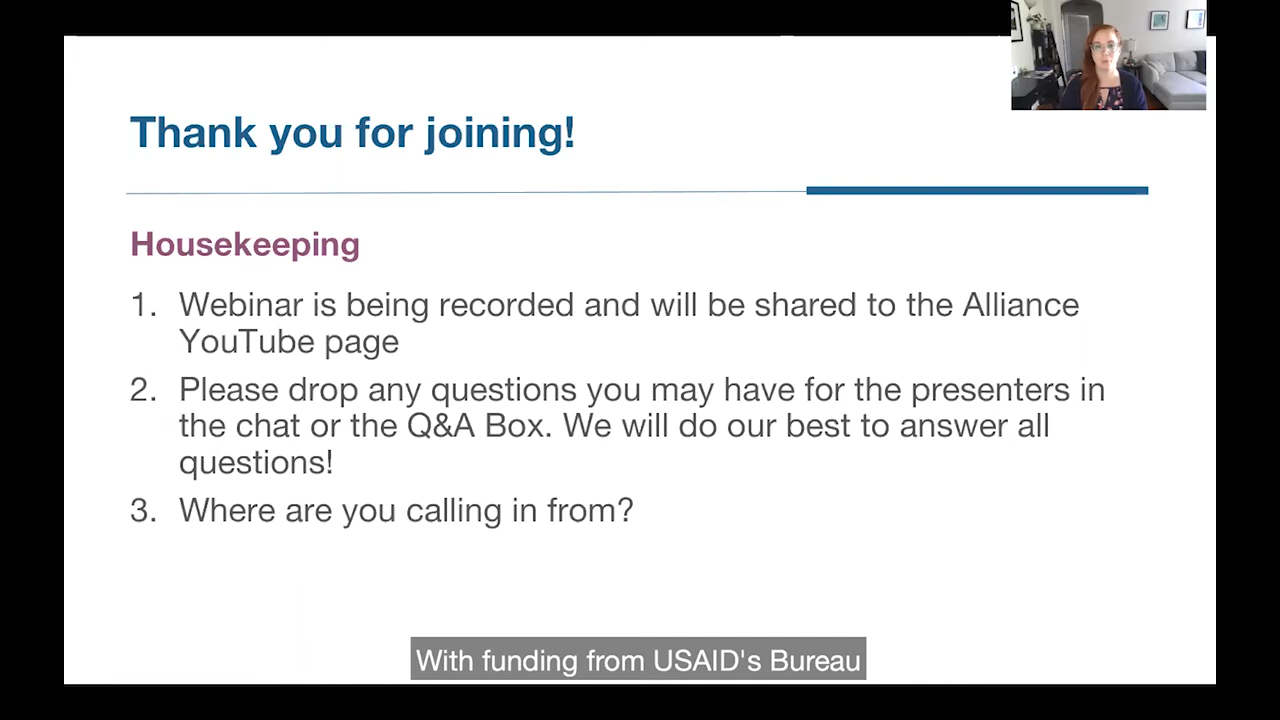 Thank you for joining!
Housekeeping
1. Webinar is being recorded and will be shared to the Alliance
YouTube page
2. Please drop any questions you may have for the presenters in
the chat or the Q&A Box. We will do our best to answer all
questions!
3. Where are you calling in from?
With funding from USAID's Bureau